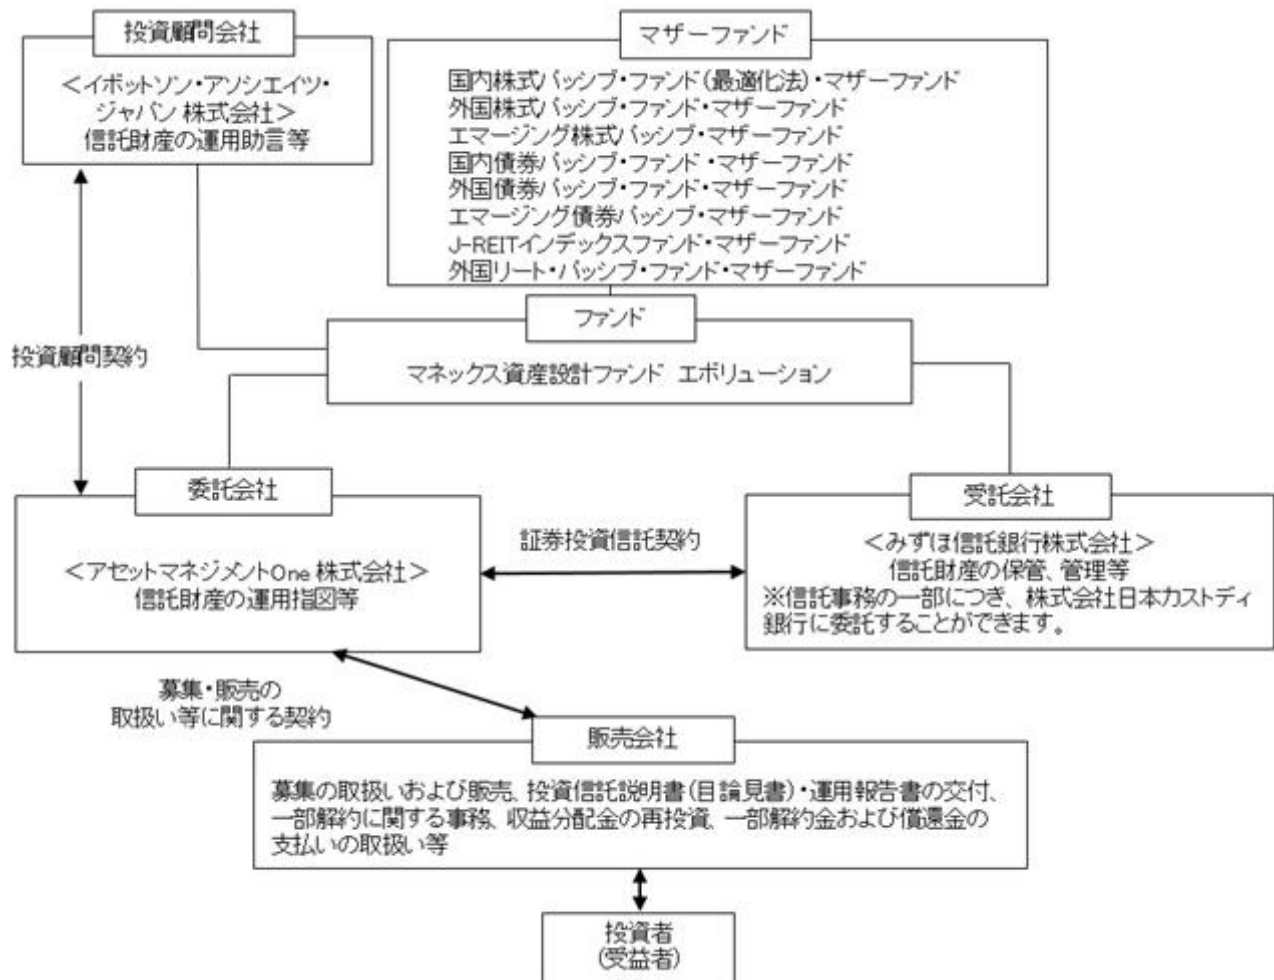 投資顧問会社
＜イボットソン・アソシエイツ・
ジャパン 株式会社＞
信託財産の運用助言等
マザーファンド
国内株式パッシブ・ファンド(最適化法)・マザーファンド
外国株式パッシブ・ファンド・マザーファンド
エマージング株式パッシブ・マザーファンド
国内債券パッシブ・ファンド・マザーファンド
外国債券パッシブ・ファンド・マザーファンド
エマージング債券パッシブ・マザーファンド
J-REITインデックスファンド・マザーファンド
外国リート・パッシブ・ファンド・マザーファンド
ファンド
マネックス資産設計ファンド エボリューション
投資顧問契約
委託会社
＜アセットマネジメントOne 株式会社＞
信託財産の運用指図等
証券投資信託契約
受託会社
＜みずほ信託銀行株式会社＞
信託財産の保管、管理等
※信託事務の一部につき、株式会社日本カストディ
銀行に委託することができます。
募集・販売の
取扱い等に関する契約
販売会社
募集の取扱いおよび販売、投資信託説明書(目論見書)・運用報告書の交付、
一部解約に関する事務、収益分配金の再投資、一部解約金および償還金の
支払いの取扱い等
投資者
(受益者)